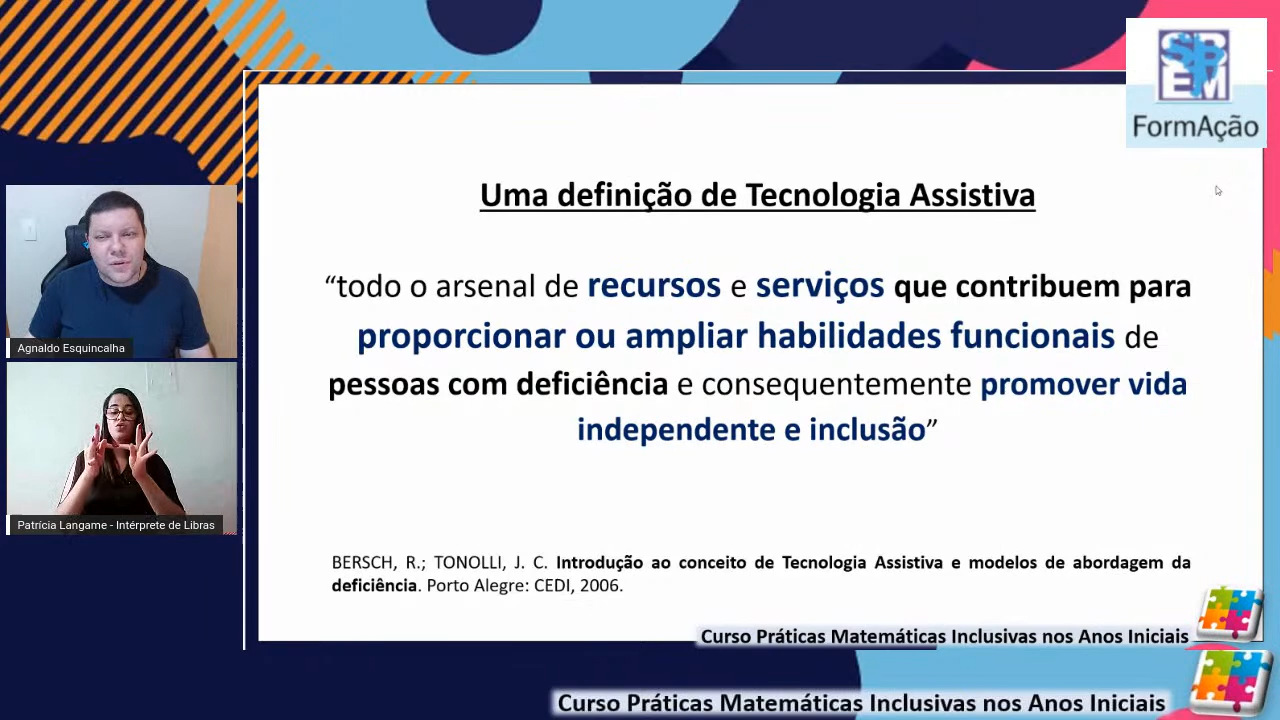 SBEM
FormAção
Uma definição de Tecnologia Assistiva
“todo o arsenal de recursos e serviços que contribuem para
proporcionar ou ampliar habilidades funcionais de
pessoas com deficiência e consequentemente promover vida
independente e inclusão”
Agnaldo Esquincalha
Patrícia Langame - Intérprete de Libras
BERSCH, R.; TONOLLI, J. C. Introdução ao conceito de Tecnologia Assistiva e modelos de abordagem da
deficiência. Porto Alegre: CEDI, 2006.
Curso Práticas Matemáticas Inclusivas nos Anos Iniciais
Curso Práticas Matemáticas Inclusivas nos Anos Iniciais